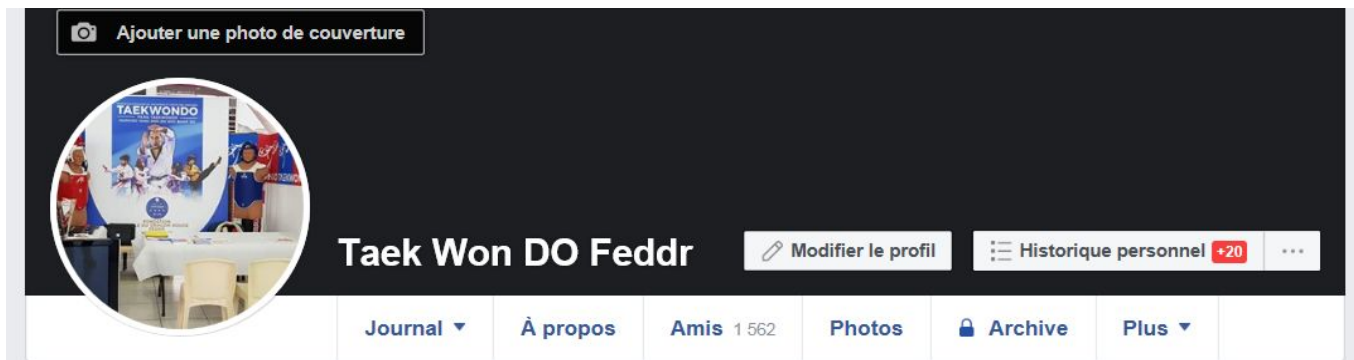 Ajouter une photo de couverture
TAEKWONDO
Taek Won DO Feddr
Modifier le profil
Historique personnel +20
Journal
À propos
Amis 1 562
Photos
Archive
Plus